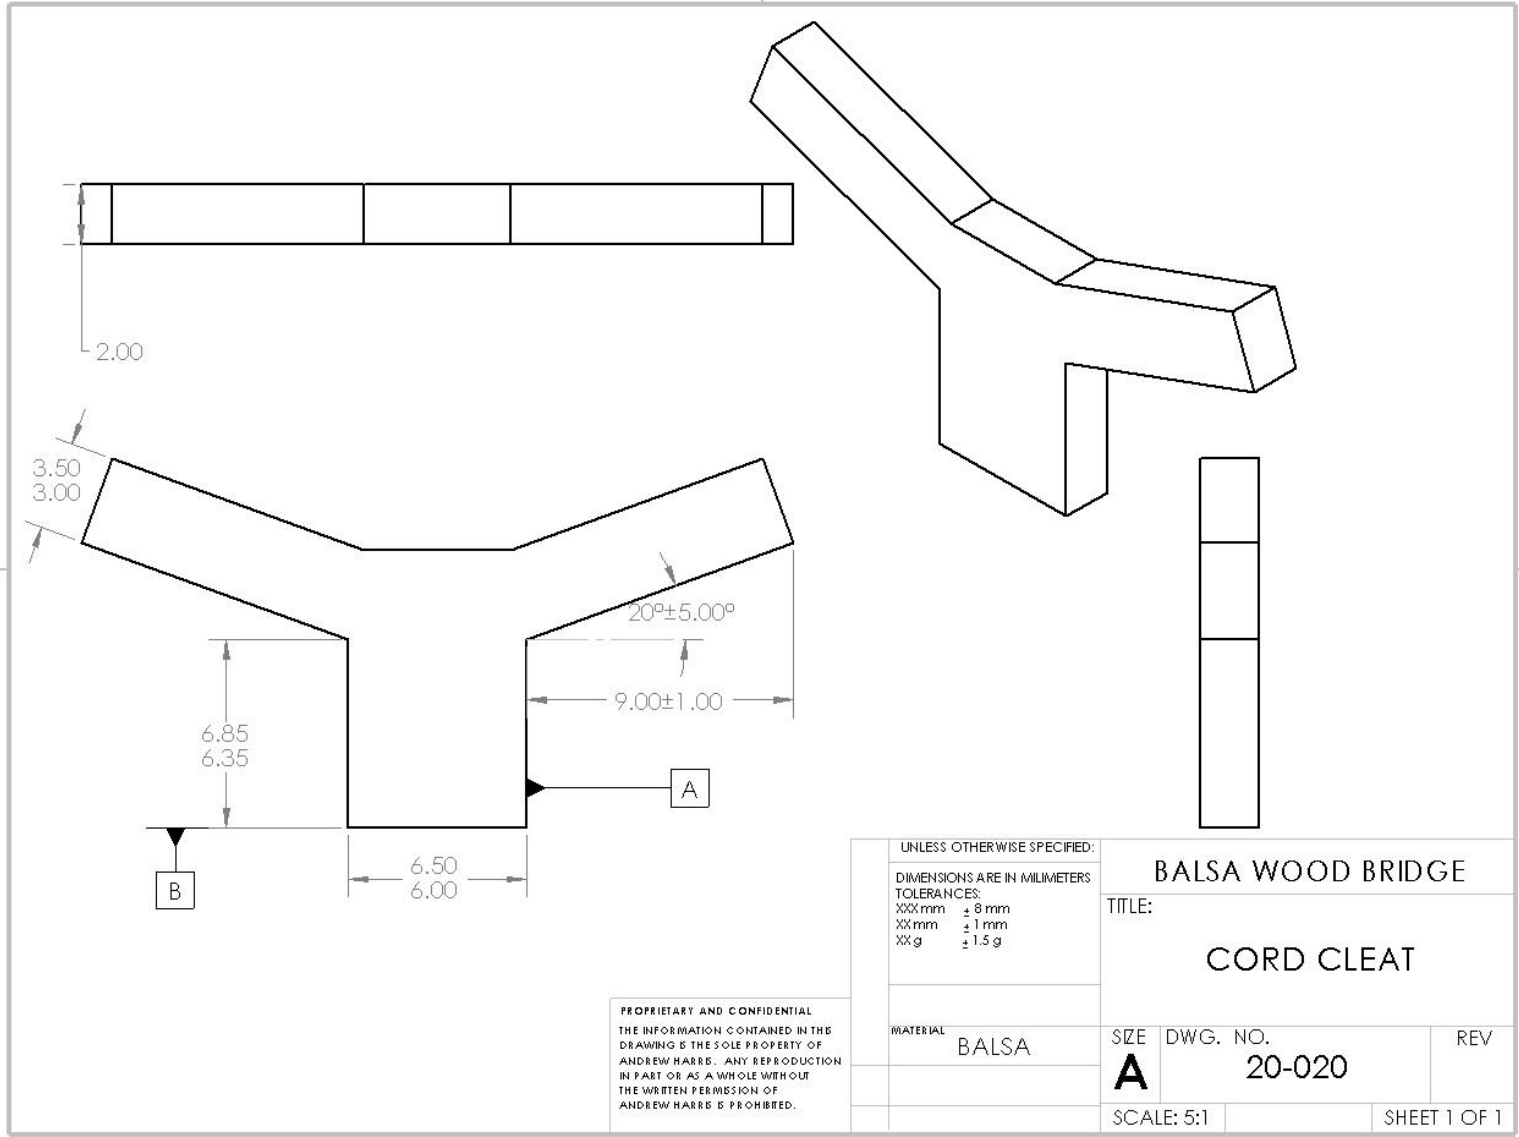 2.00
3.50
3.00
20°±5.00°
9.00±1.00
6.85
6.35
A
B
6.50
6.00
UNLESS OTHERWISE SPECIFIED:
DIMENSIONS ARE IN MILIMETERS
TOLERANCES:
XXX mm ± 8 mm
XX mm ± 1 mm
XX g ± 1.5 g
MATERIAL
BALSA
BALSA WOOD BRIDGE
TITLE:
CORD CLEAT
SIZE
A
DWG. NO.
20-020
REV
SCALE: 5:1
SHEET 1 OF 1
PROPRIETARY AND CONFIDENTIAL
THE INFORMATION CONTAINED IN THIS
DRAWING IS THE SOLE PROPERTY OF
ANDREW HARRIS. ANY REPRODUCTION
IN PART OR AS A WHOLE WITHOUT
THE WRITTEN PERMISSION OF
ANDREW HARRIS IS PROHIBITED.